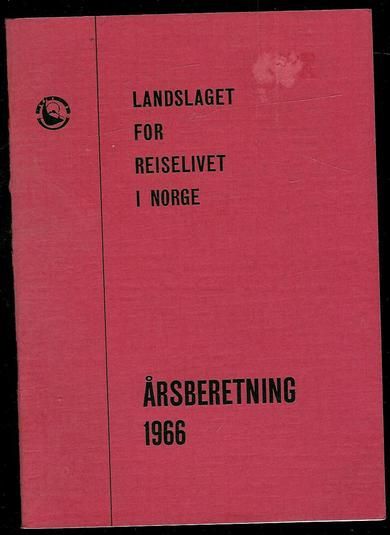 LANDSLAGET
FOR
REISELIVET
I NORGE
ÅRSBERETNING
1966